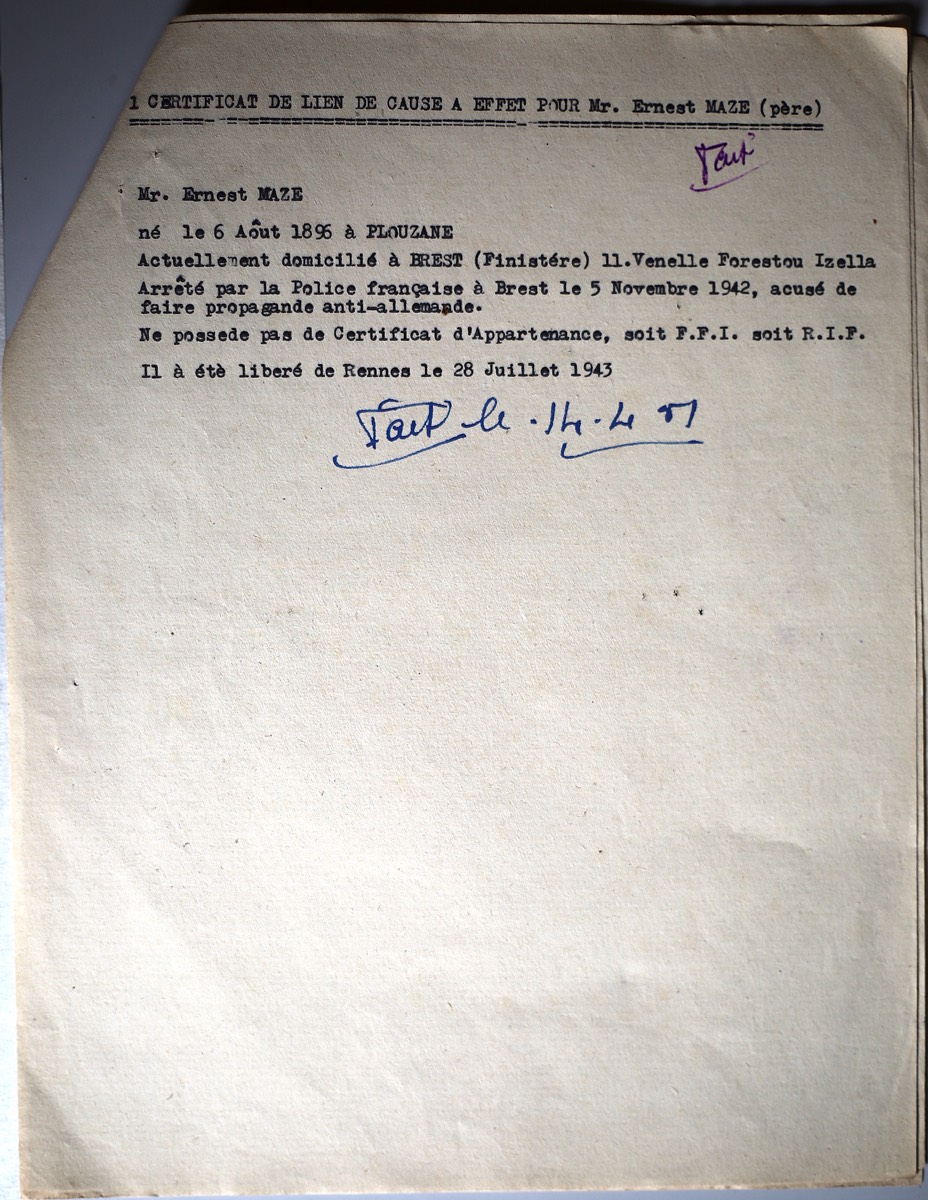 1 CERTIFICAT DE LIEN DE CAUSE A EFFET POUR Mr. Ernest MAZE (père)
Fait
Mr. Ernest MAZE
né le 6 Aôut 1896 à PLOUZANE
Actuellement domicilié à BREST (Finistére) 11.Venelle Forestou Izella
Arrêté par la Police française à Brest le 5 Novembre 1942, acusé de
faire propagande anti-allemande.
Ne possede pas de Certificat d'Appartenance, soit F.F.I. soit R.I.F.
Il à étè liberé de Rennes le 28 Juillet 1943
Fait le 14.4 51